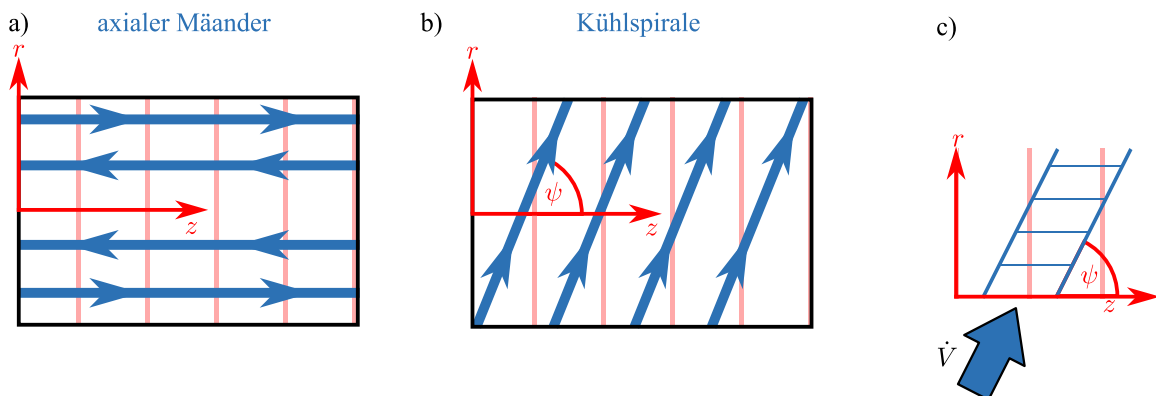 a) axialer Mäander
r
z
b) Kühlspirale
r
ψ
z
c)
r
ψ
z
V̇